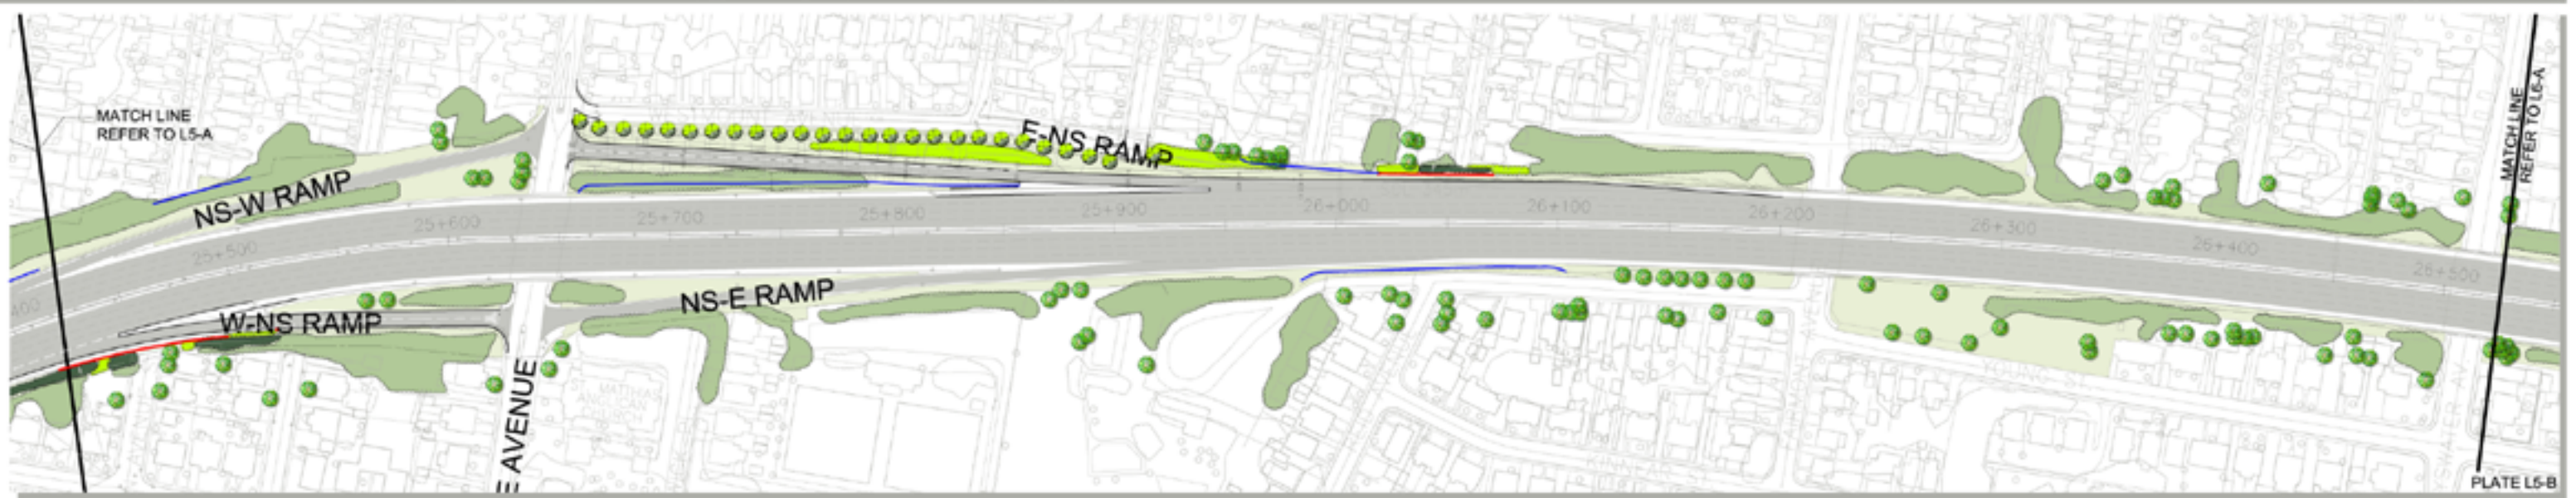 MATCH LINE
REFER TO L5-A
NS-W RAMP
W-NS RAMP
E AVENUE
NS-E RAMP
E-NS RAMP
400
25+500
25+600
25+700
25+800
25+900
26+000
26+100
26+200
26+300
26+400
26+500
MATCH LINE
REFER TO L6-A
PLATE L5-B